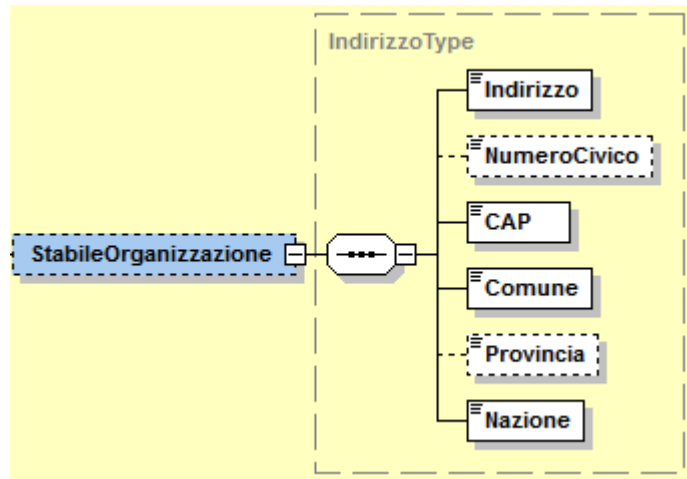 IndirizzoType
Indirizzo
NumeroCivico
CAP
StabileOrganizzazione
Comune
Provincia
Nazione